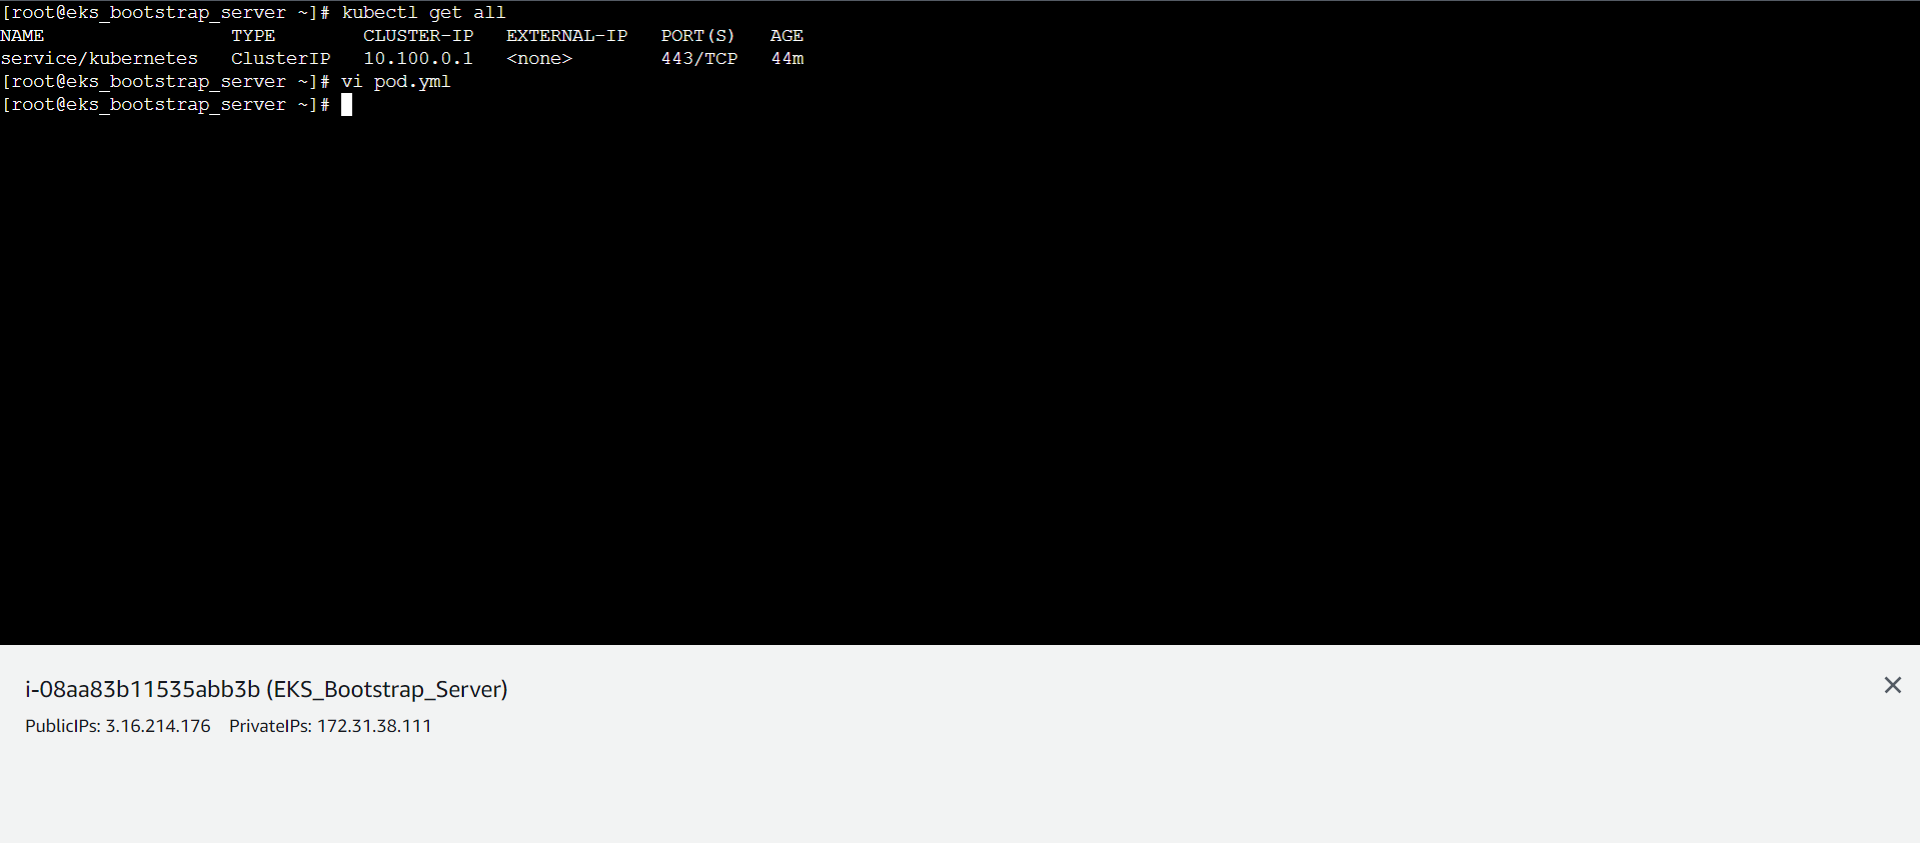 [root@eks_bootstrap_server ~]# kubectl get all
NAME TYPE CLUSTER-IP EXTERNAL-IP PORT(S) AGE
service/kubernetes ClusterIP 10.100.0.1 <none> 443/TCP 44m
[root@eks_bootstrap_server ~]# vi pod.yml
[root@eks_bootstrap_server ~]#
i-08aa83b11535abb3b (EKS_Bootstrap_Server)
PublicIPs: 3.16.214.176 PrivateIPs: 172.31.38.111